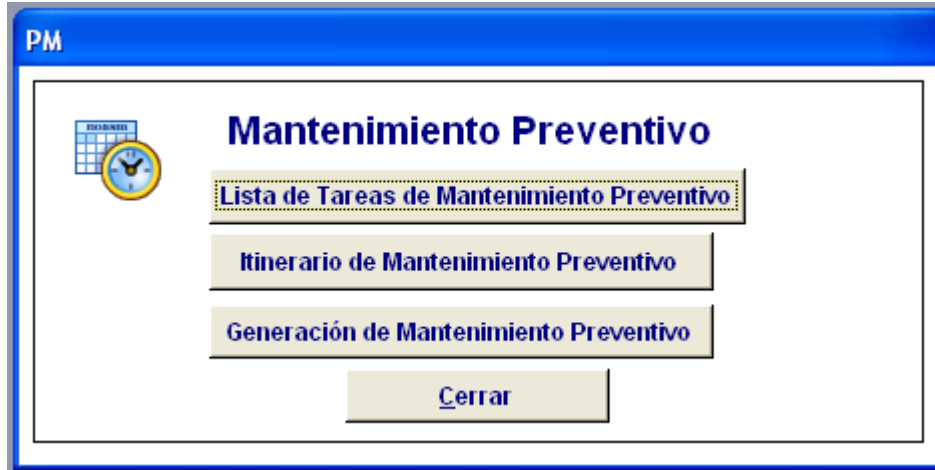 PM
Mantenimiento Preventivo
Lista de Tareas de Mantenimiento Preventivo
Itinerario de Mantenimiento Preventivo
Generación de Mantenimiento Preventivo
Cerrar